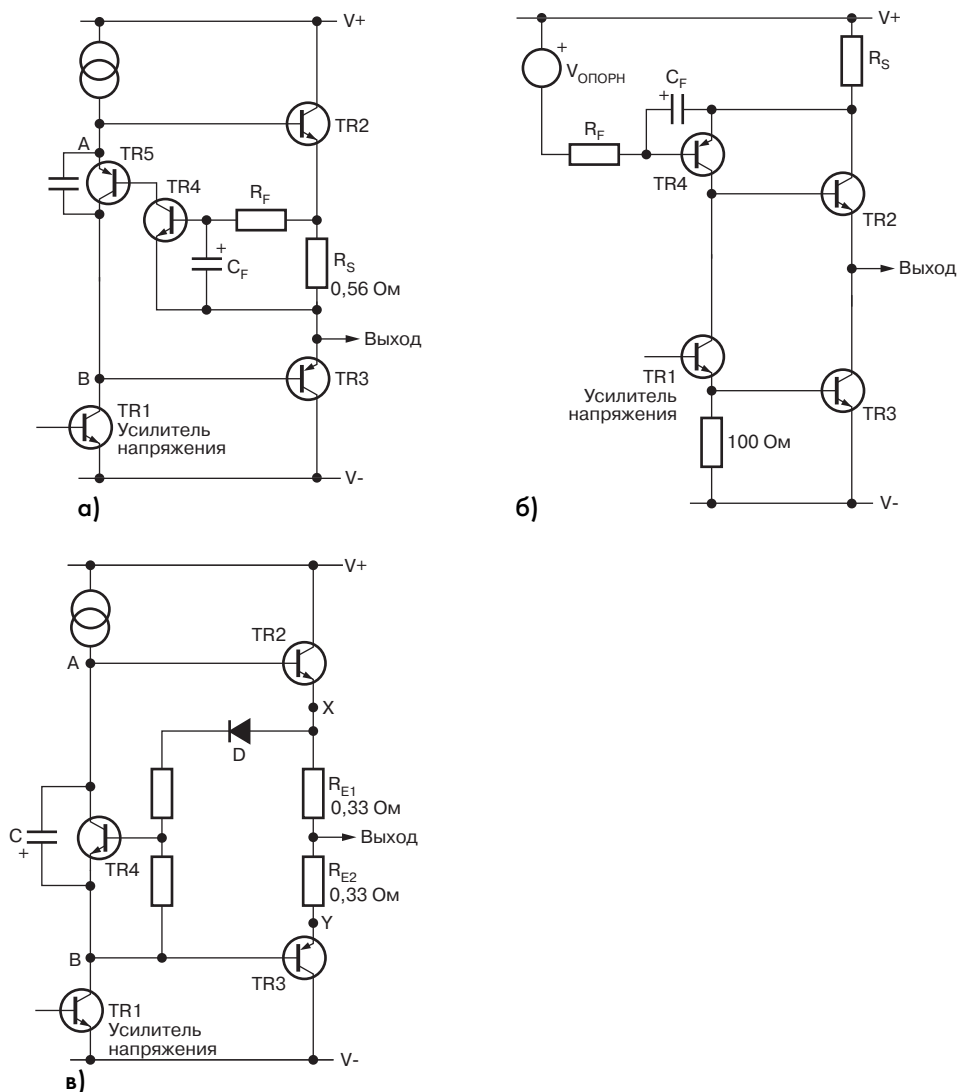 V+
TR2
A
TR5
TR4
R_F
+
C_F
R_S
0,56 Ом
Выход
B
TR3
TR1
Усилитель
напряжения
V-
а)
V+
+
V_ОПОРН
R_S
C_F
+
R_F
TR4
TR2
Выход
TR1
Усилитель
напряжения
TR3
100 Ом
V-
б)
V+
TR2
A
X
D
R_E1
0,33 Ом
C
+
Выход
TR4
R_E2
0,33 Ом
Y
B
TR3
TR1
Усилитель
напряжения
V-
в)